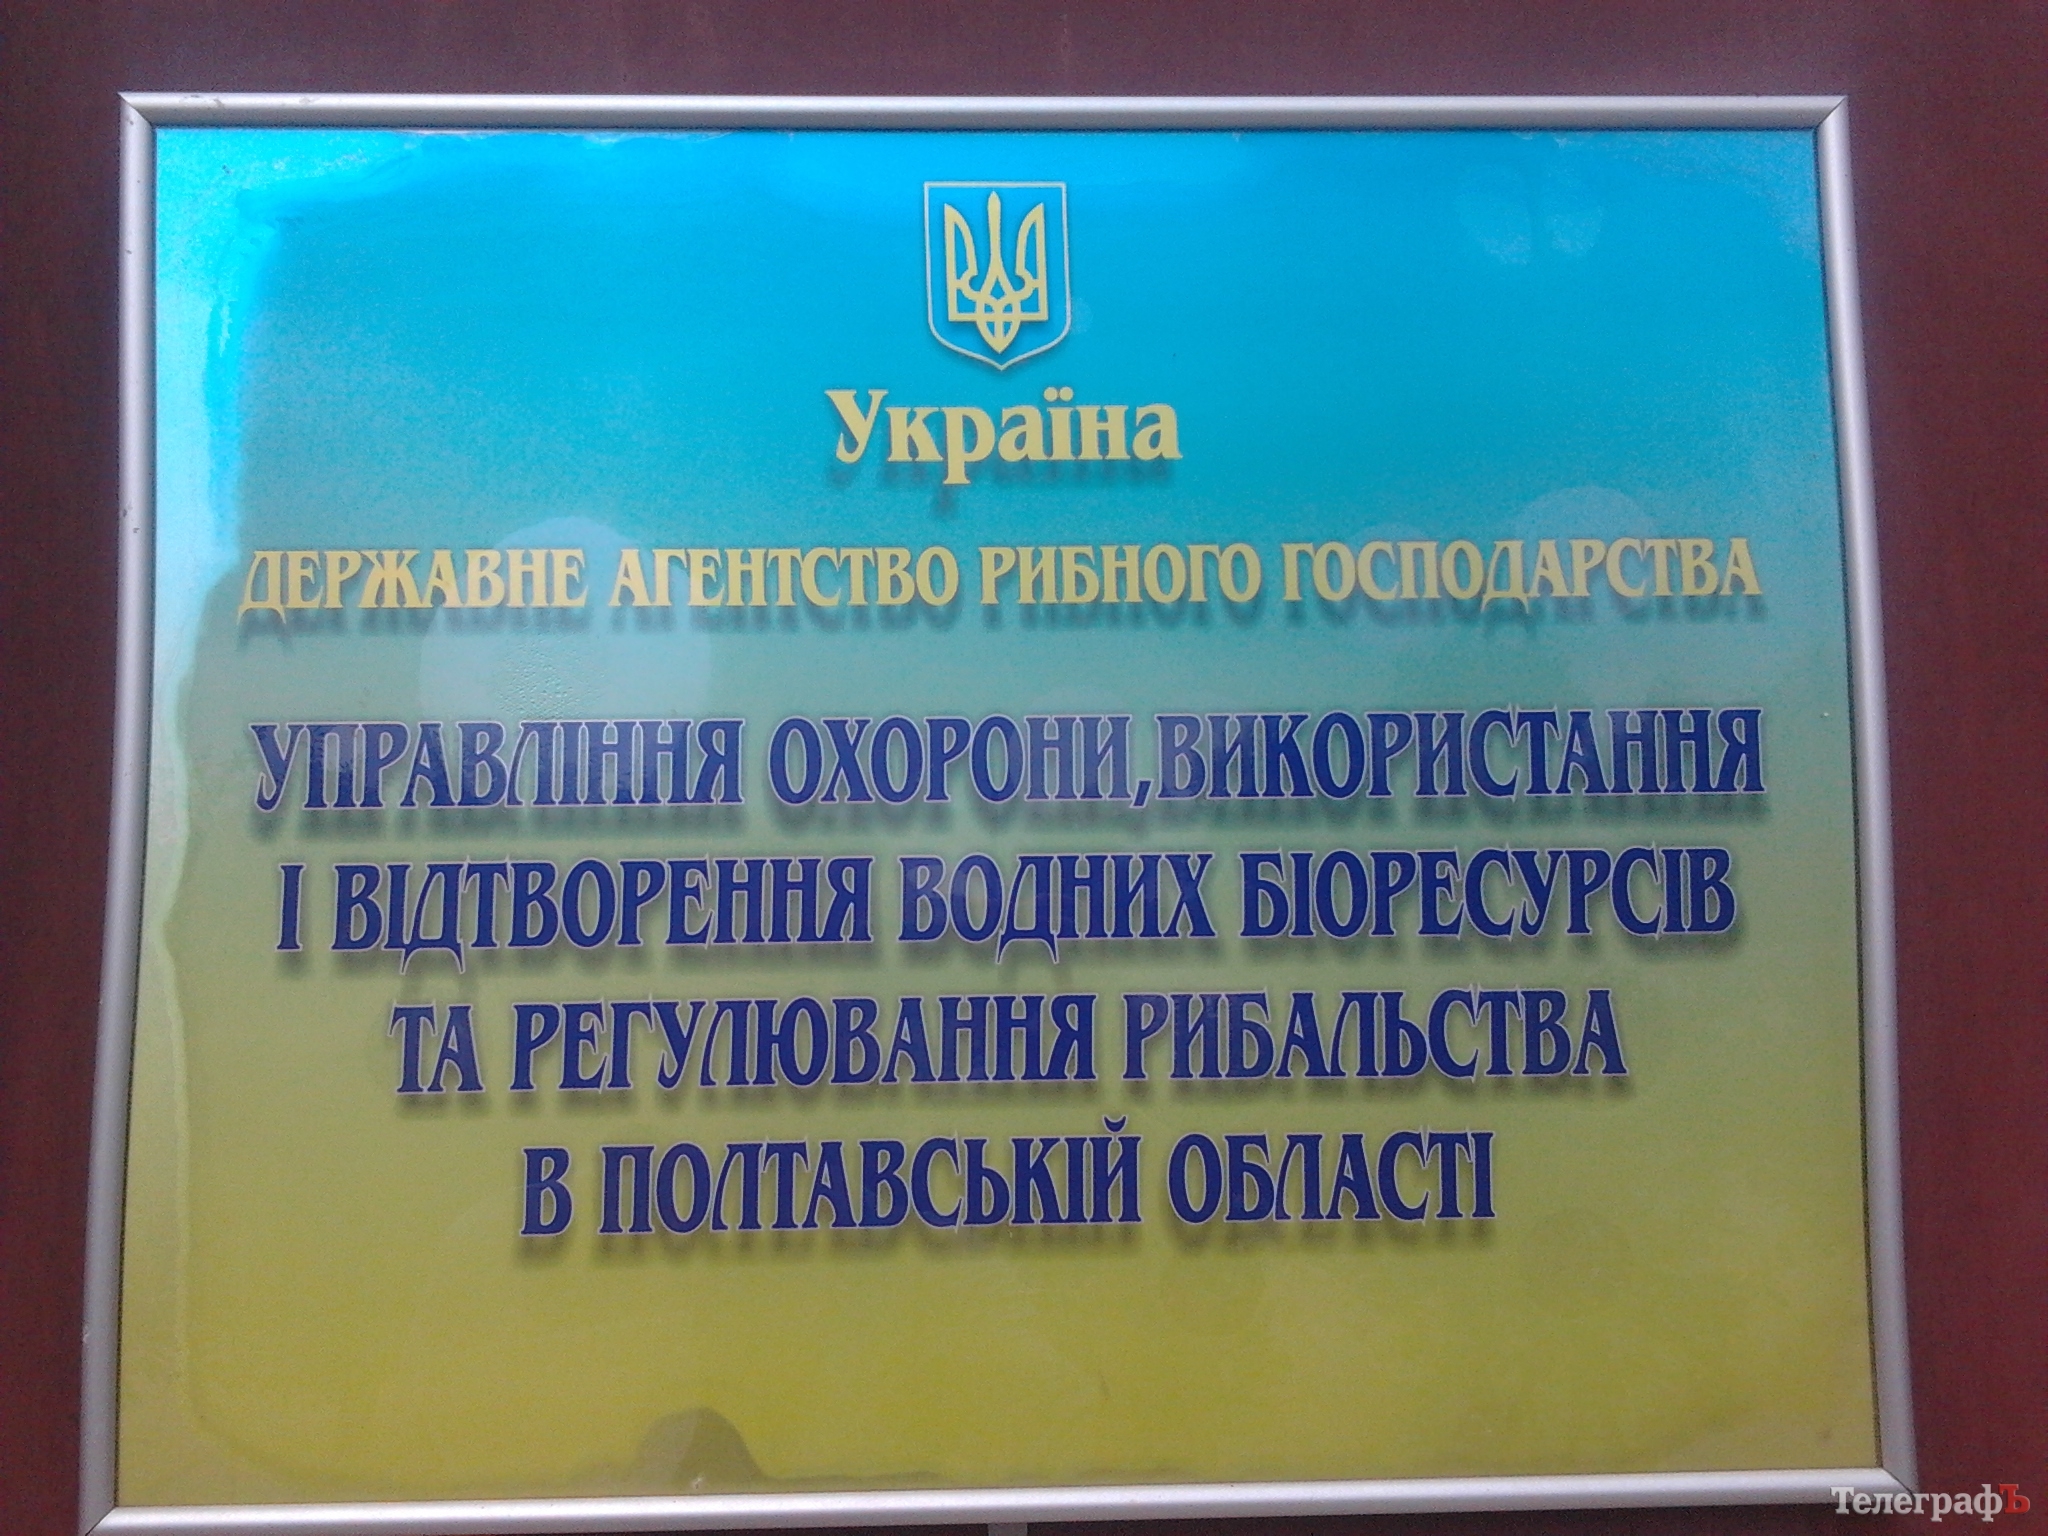 Україна
ДЕРЖАВНЕ АГЕНТСТВО РИБНОГО ГОСПОДАРСТВА
УПРАВЛІННЯ ОХОРОНИ,ВИКОРИСТАННЯ
І ВІДТВОРЕННЯ ВОДНИХ БІОРЕСУРСІВ
ТА РЕГУЛЮВАННЯ РИБАЛЬСТВА
В ПОЛТАВСЬКІЙ ОБЛАСТІ
ТелеграфЪ